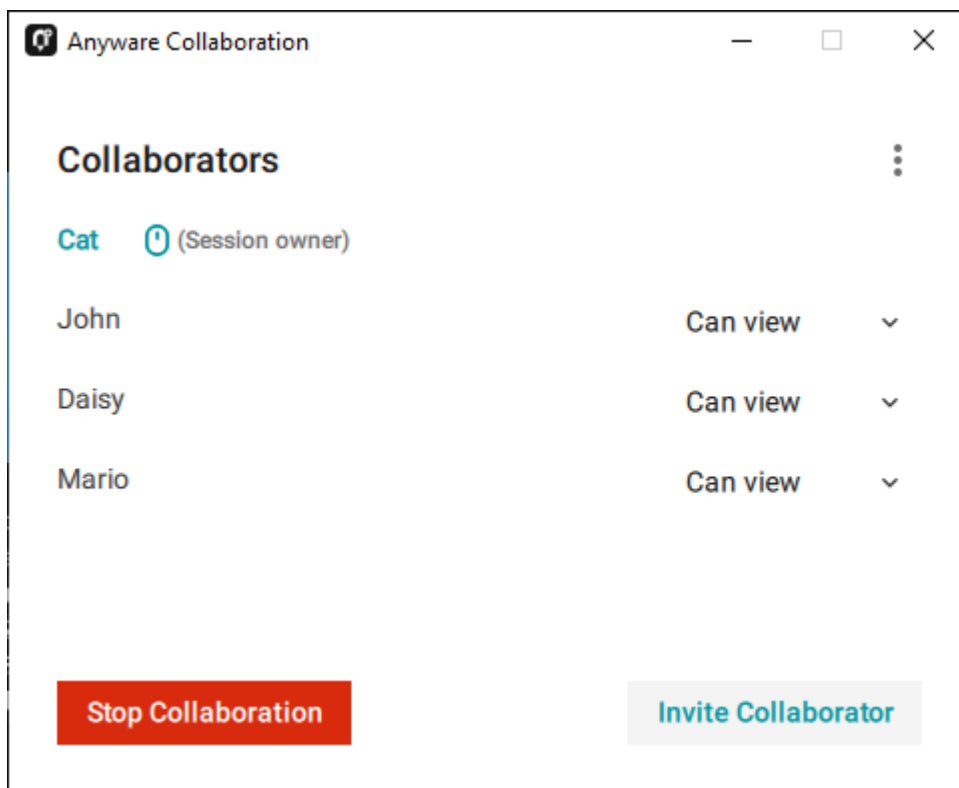 Anyware Collaboration
Collaborators
Cat (Session owner)
John Can view
Daisy Can view
Mario Can view
Stop Collaboration Invite Collaborator